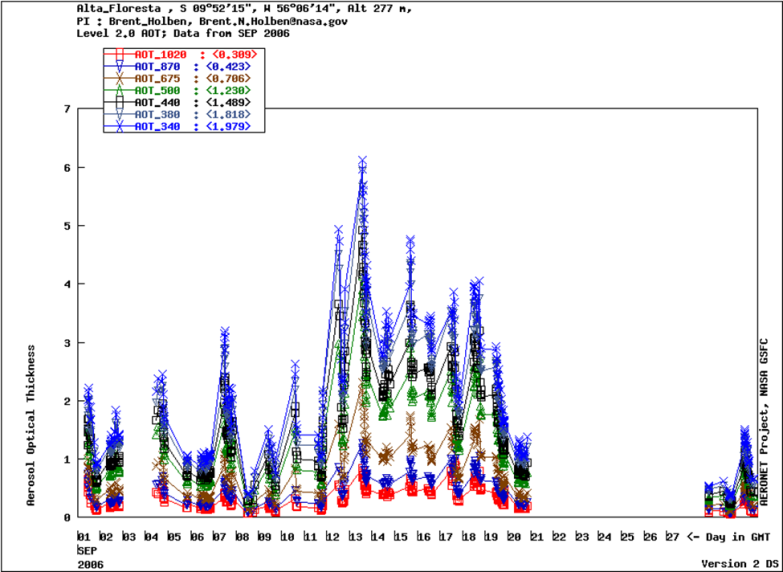 Alta_Floresta , S 09°52'15", W 56°06'14", Alt 277 m,
PI : Brent_Holben, Brent.N.Holben@nasa.gov
Level 2.0 AOT; Data from SEP 2006
AOT_1020 : <0.309>
AOT_870 : <0.423>
AOT_675 : <0.706>
AOT_500 : <1.230>
AOT_440 : <1.489>
AOT_380 : <1.818>
AOT_340 : <1.979>
7
6
5
4
3
2
1
0
Aerosol Optical Thickness
AERONET Project, NASA GSFC
01 02 03 04 05 06 07 08 09 10 11 12 13 14 15 16 17 18 19 20 21 22 23 24 25 26 27 <- Day in GMT
SEP
2006
Version 2 DS